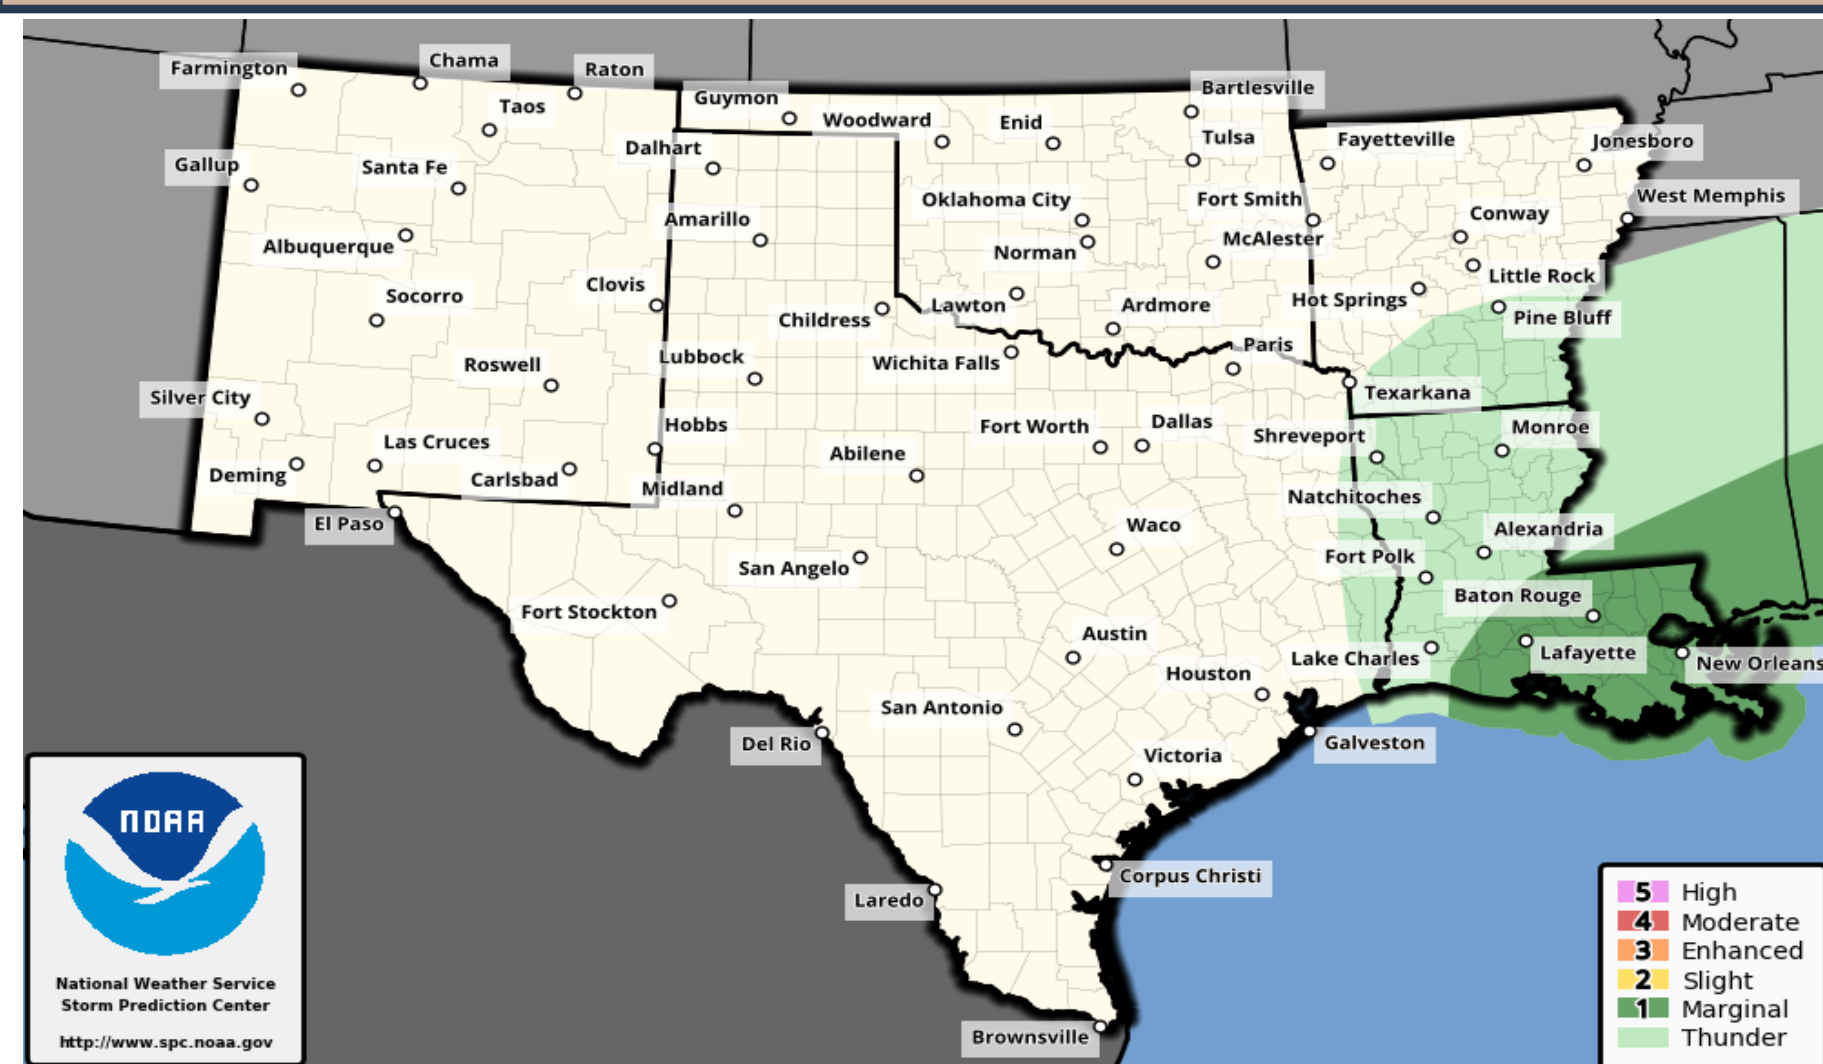 Farmington
Chama
Raton
Taos
Guymon
Woodward
Enid
Bartlesville
Tulsa
Fayetteville
Jonesboro
Gallup
Santa Fe
Dalhart
Oklahoma City
Fort Smith
Conway
West Memphis
Albuquerque
Amarillo
Norman
McAlester
Little Rock
Socorro
Clovis
Childress
Lawton
Ardmore
Hot Springs
Pine Bluff
Roswell
Lubbock
Wichita Falls
Paris
Texarkana
Silver City
Las Cruces
Hobbs
Abilene
Fort Worth
Dallas
Shreveport
Monroe
Deming
Carlsbad
Midland
Natchitoches
El Paso
San Angelo
Waco
Alexandria
Fort Polk
Fort Stockton
Baton Rouge
Austin
Lake Charles
Lafayette
New Orleans
Houston
Del Rio
San Antonio
Galveston
Victoria
Laredo
Corpus Christi
Brownsville
NOAA
National Weather Service
Storm Prediction Center
http://www.spc.noaa.gov
5 High
4 Moderate
3 Enhanced
2 Slight
1 Marginal
Thunder